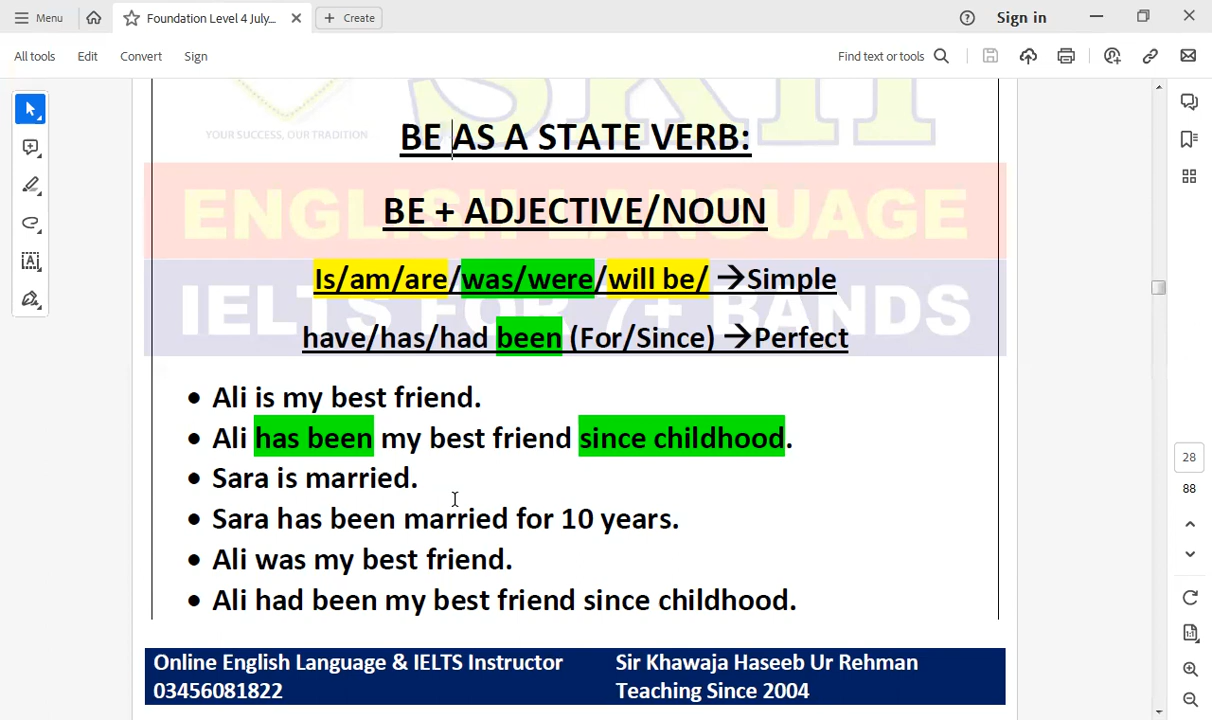 Menu
Foundation Level 4 July...
Create
Sign in
All tools
Edit
Convert
Sign
Find text or tools
SKIT
YOUR SUCCESS, OUR TRADITION
BE AS A STATE VERB:
ENGLISH LANGUAGE
BE + ADJECTIVE/NOUN
Is/am/are/was/were/will be/ →Simple
IELTS FOR 7+ BANDS
have/has/had been (For/Since) →Perfect
• Ali is my best friend.
• Ali has been my best friend since childhood.
• Sara is married.
• Sara has been married for 10 years.
• Ali was my best friend.
• Ali had been my best friend since childhood.
28
88
Online English Language & IELTS Instructor
Sir Khawaja Haseeb Ur Rehman
03456081822
Teaching Since 2004